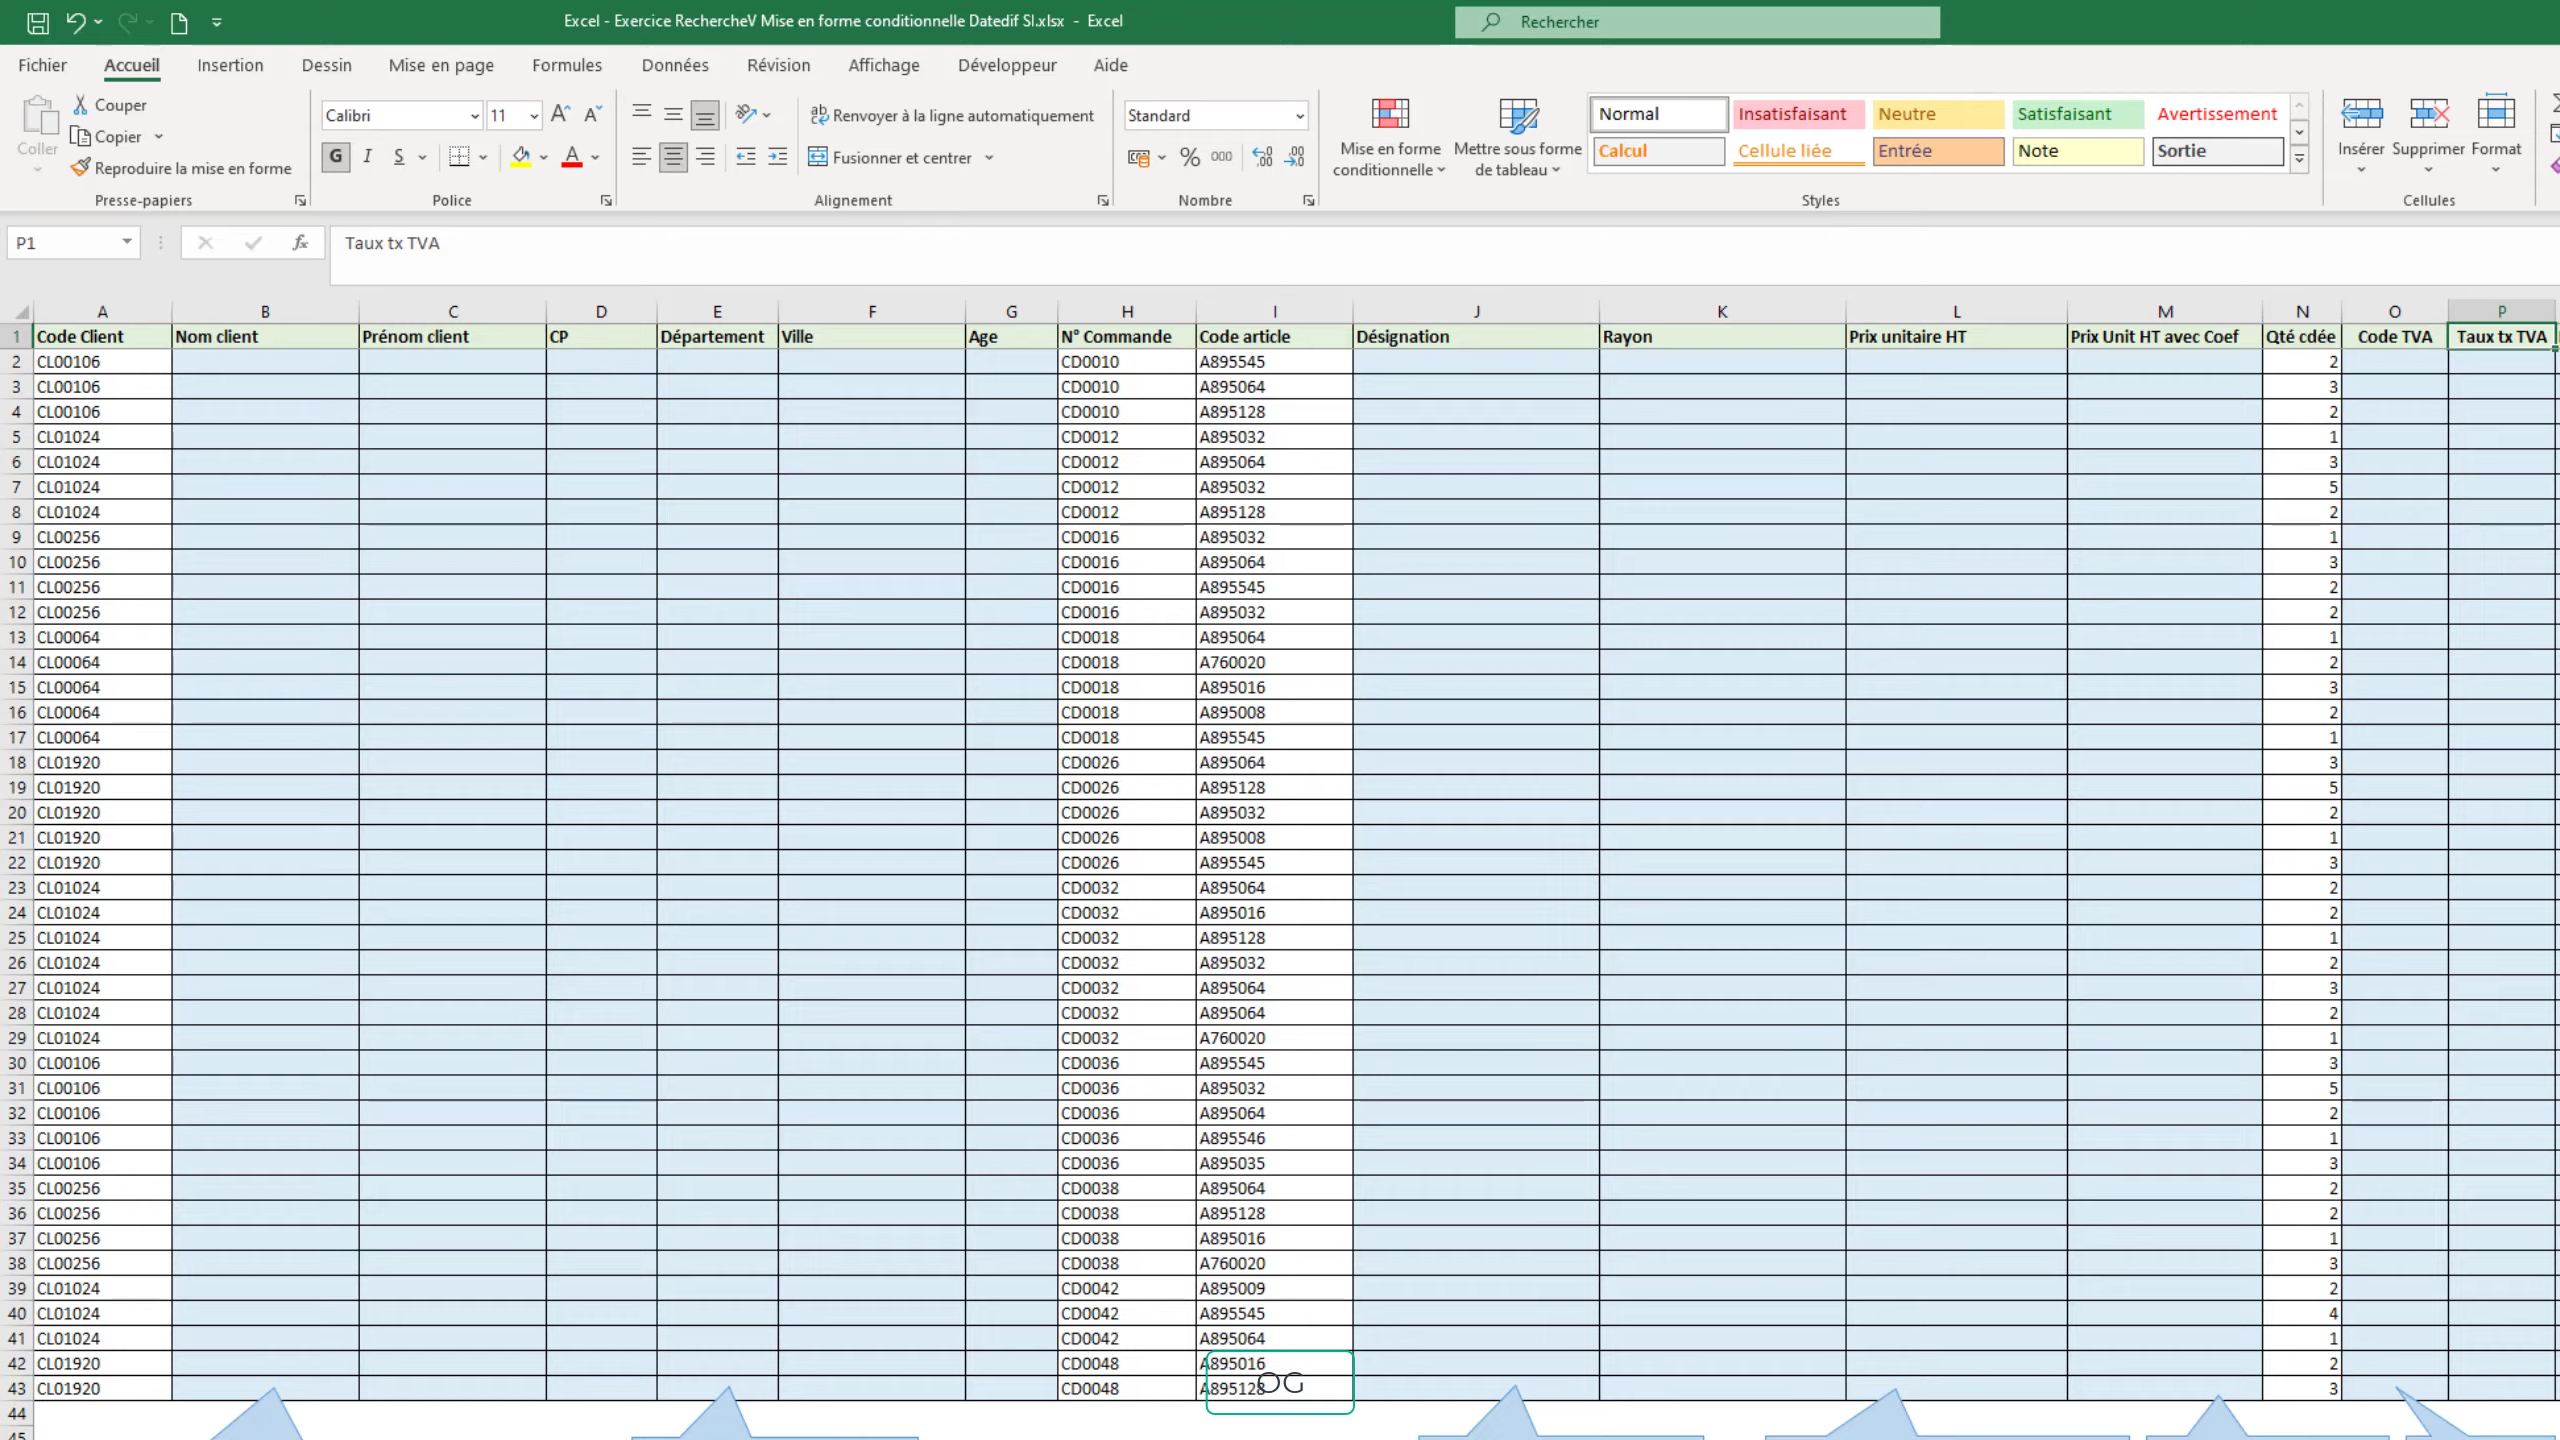 Excel - Exercice RechercheV Mise en forme conditionnelle Datedif SI.xlsx - Excel
Rechercher
Fichier Accueil Insertion Dessin Mise en page Formules Données Révision Affichage Développeur Aide
Coller
Couper
Copier
Reproduire la mise en forme
Presse-papiers
Calibri 11
G I S
Police
Renvoyer à la ligne automatiquement
Fusionner et centrer
Alignement
Standard
% 000
Nombre
Mise en forme conditionnelle
Mettre sous forme de tableau
Normal Insatisfaisant Neutre Satisfaisant Avertissement
Calcul Cellule liée Entrée Note Sortie
Styles
Insérer Supprimer Format
Cellules
P1 fx Taux tx TVA
A B C D E F G H I J K L M N O P
1 Code Client Nom client Prénom client CP Département Ville Age N° Commande Code article Désignation Rayon Prix unitaire HT Prix Unit HT avec Coef Qté cdée Code TVA Taux tx TVA
2 CL00106 CD0010 A895545 2
3 CL00106 CD0010 A895064 3
4 CL00106 CD0010 A895128 2
5 CL01024 CD0012 A895032 1
6 CL01024 CD0012 A895064 3
7 CL01024 CD0012 A895032 5
8 CL01024 CD0012 A895128 2
9 CL00256 CD0016 A895032 1
10 CL00256 CD0016 A895064 3
11 CL00256 CD0016 A895545 2
12 CL00256 CD0016 A895032 2
13 CL00064 CD0018 A895064 1
14 CL00064 CD0018 A760020 2
15 CL00064 CD0018 A895016 3
16 CL00064 CD0018 A895008 2
17 CL00064 CD0018 A895545 1
18 CL01920 CD0026 A895064 3
19 CL01920 CD0026 A895128 5
20 CL01920 CD0026 A895032 2
21 CL01920 CD0026 A895008 1
22 CL01920 CD0026 A895545 3
23 CL01024 CD0032 A895064 2
24 CL01024 CD0032 A895016 2
25 CL01024 CD0032 A895128 1
26 CL01024 CD0032 A895032 2
27 CL01024 CD0032 A895064 3
28 CL01024 CD0032 A895064 2
29 CL01024 CD0032 A760020 1
30 CL00106 CD0036 A895545 3
31 CL00106 CD0036 A895032 5
32 CL00106 CD0036 A895064 2
33 CL00106 CD0036 A895546 1
34 CL00106 CD0036 A895035 3
35 CL00256 CD0038 A895064 2
36 CL00256 CD0038 A895128 2
37 CL00256 CD0038 A895016 1
38 CL00256 CD0038 A760020 3
39 CL01024 CD0042 A895009 2
40 CL01024 CD0042 A895545 4
41 CL01024 CD0042 A895064 1
42 CL01920 CD0048 A895016 2
43 CL01920 CD0048 A895128 3
OG
44
45